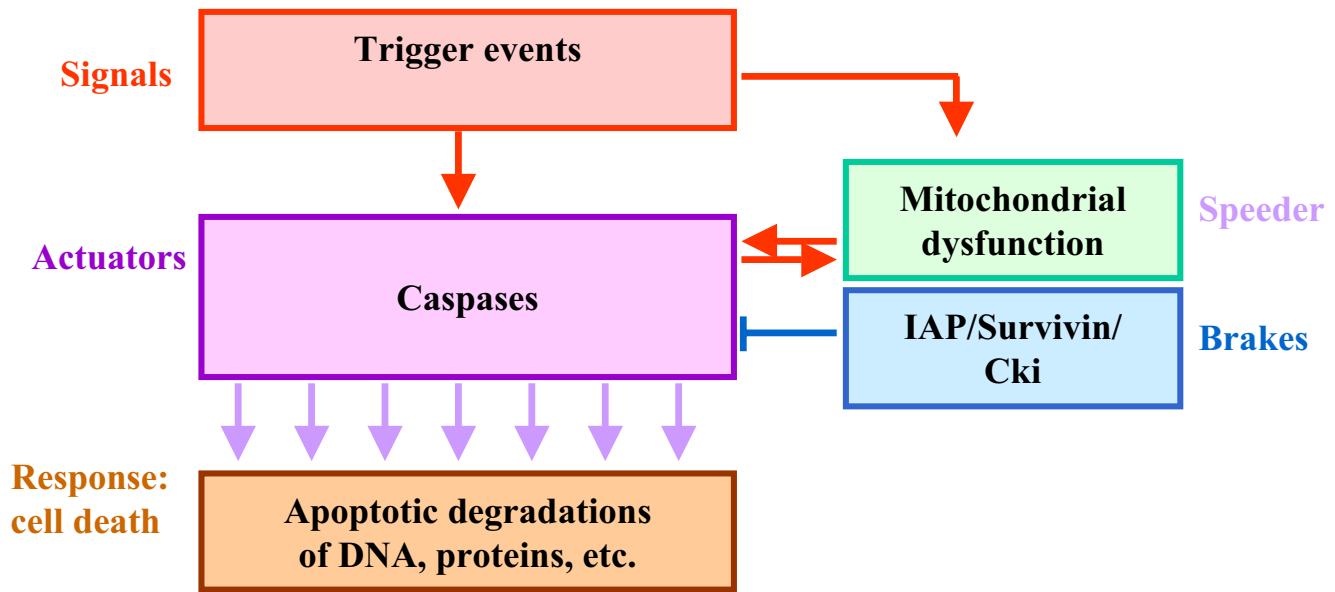 Trigger events
Signals
Mitochondrial
dysfunction
Speeder
Actuators
Caspases
IAP/Survivin/
Cki
Brakes
Response:
cell death
Apoptotic degradations
of DNA, proteins, etc.